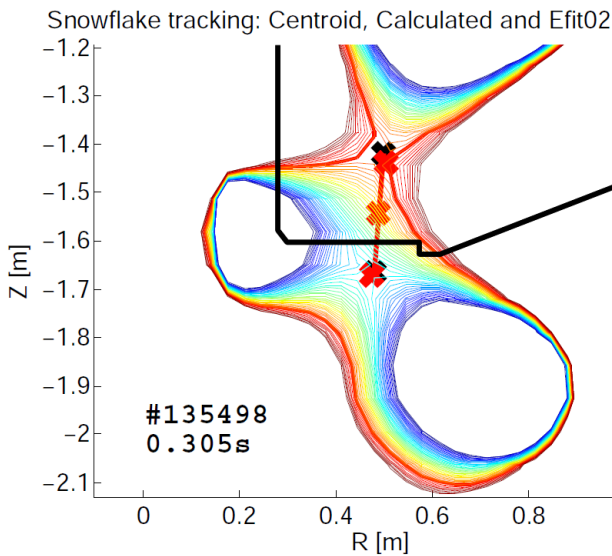 Snowflake tracking: Centroid, Calculated and Efit02
-1.2
-1.3
-1.4
-1.5
-1.6
-1.7
-1.8
-1.9
-2
-2.1
Z [m]
#135498
0.305s
0 0.2 0.4 0.6 0.8
R [m]